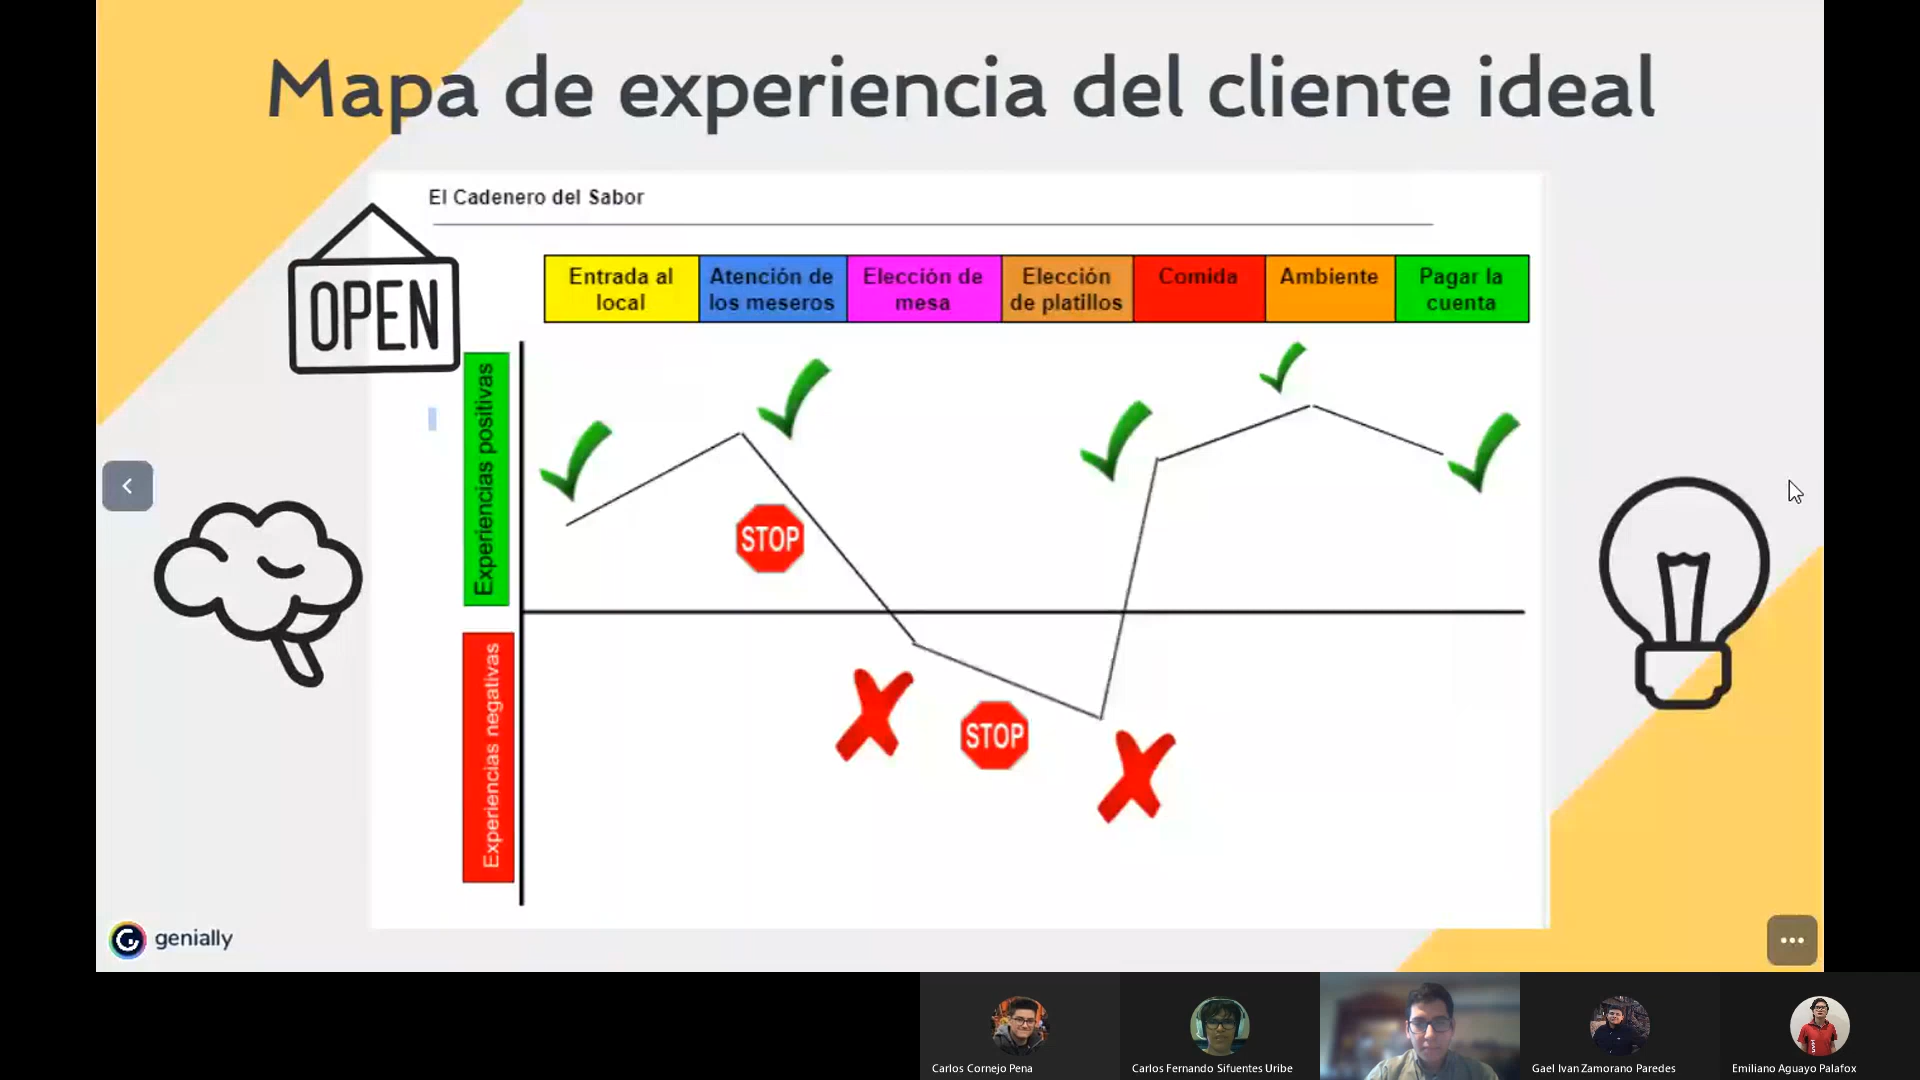 Mapa de experiencia del cliente ideal
El Cadenero del Sabor
OPEN
Entrada al
local
Atención de
los meseros
Elección de
mesa
Elección
de platillos
Comida
Ambiente
Pagar la
cuenta
Experiencias positivas
STOP
Experiencias negativas
STOP
genially
Carlos Cornejo Pena
Carlos Fernando Sifuentes Uribe
Gael Ivan Zamorano Paredes
Emiliano Aguayo Palafox